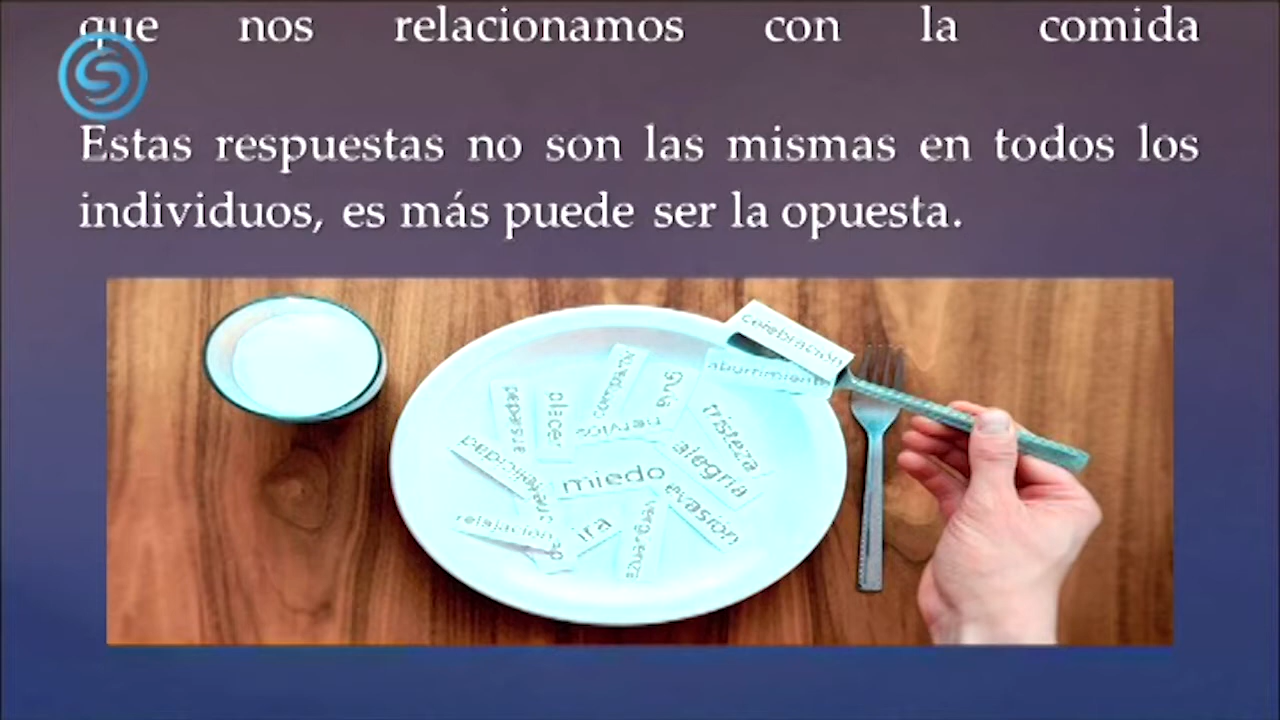 que nos relacionamos con la comida
Estas respuestas no son las mismas en todos los
individuos, es más puede ser la opuesta.
celebración
aburrimiento
tristeza
alegría
evasión
miedo
placer
ansiedad
relajación
ira